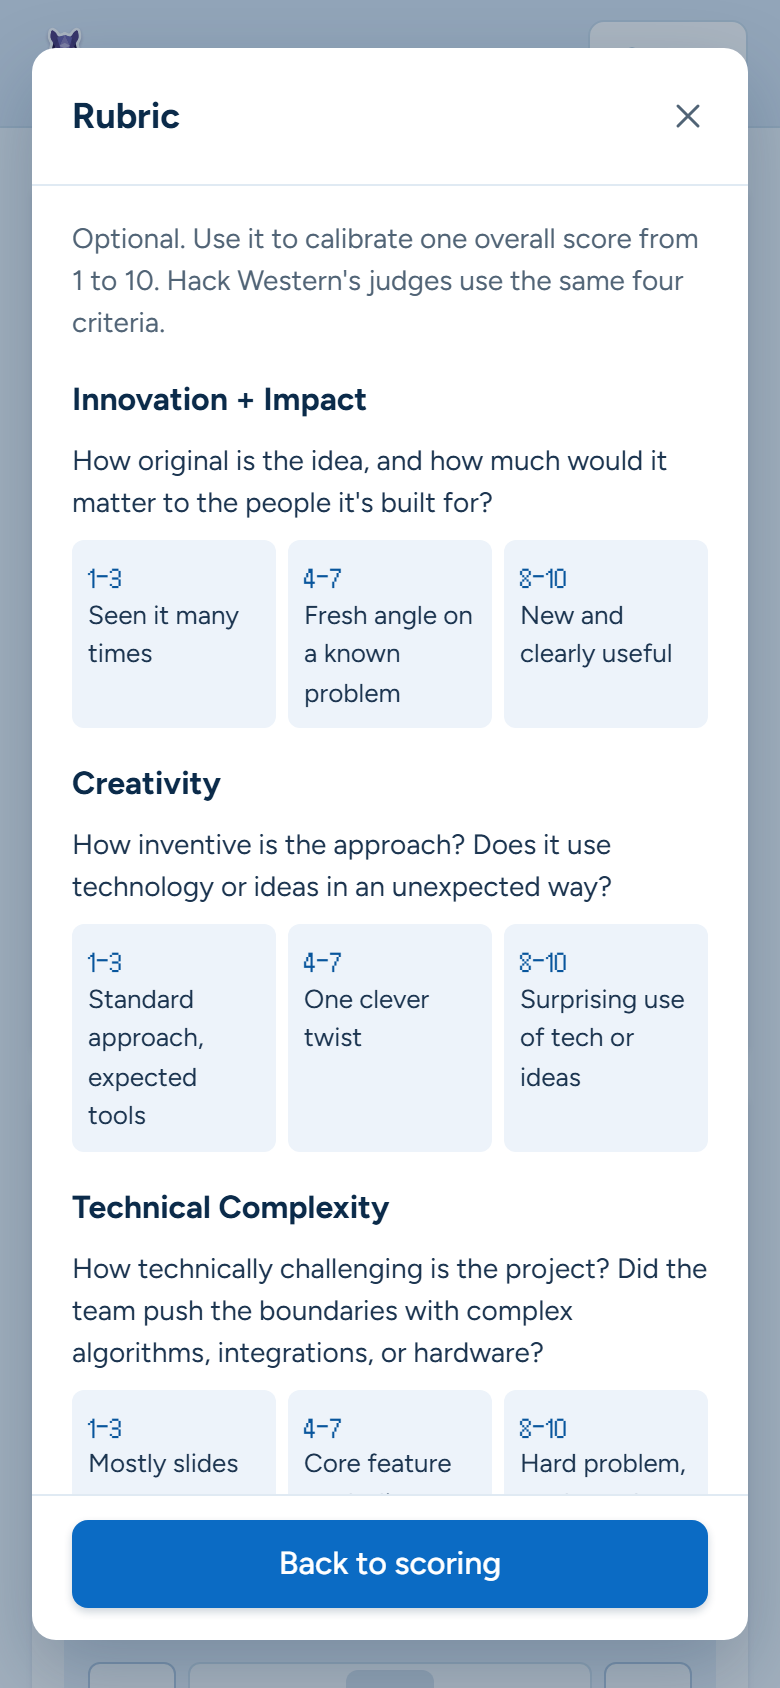 Rubric
Optional. Use it to calibrate one overall score from
1 to 10. Hack Western's judges use the same four
criteria.
Innovation + Impact
How original is the idea, and how much would it
matter to the people it's built for?
1–3
Seen it many
times
4–7
Fresh angle on
a known
problem
8–10
New and
clearly useful
Creativity
How inventive is the approach? Does it use
technology or ideas in an unexpected way?
1–3
Standard
approach,
expected
tools
4–7
One clever
twist
8–10
Surprising use
of tech or
ideas
Technical Complexity
How technically challenging is the project? Did the
team push the boundaries with complex
algorithms, integrations, or hardware?
1–3
Mostly slides
4–7
Core feature
8–10
Hard problem,
Back to scoring